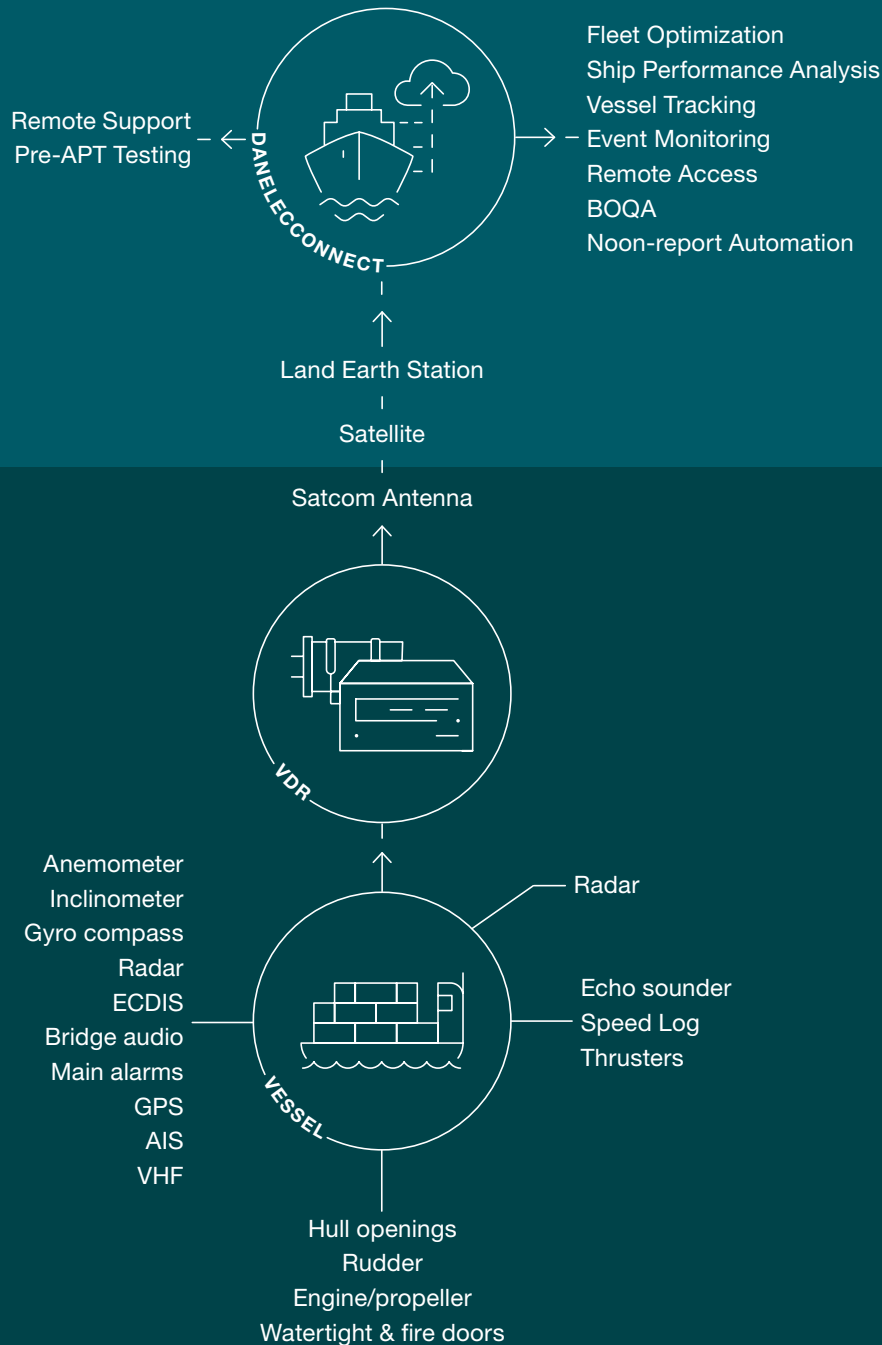 Remote Support
Pre-APT Testing
DANELECCONNECT
Fleet Optimization
Ship Performance Analysis
Vessel Tracking
Event Monitoring
Remote Access
BOQA
Noon-report Automation
Land Earth Station
Satellite
Satcom Antenna
VDR
Anemometer
Inclinometer
Gyro compass
Radar
ECDIS
Bridge audio
Main alarms
GPS
AIS
VHF
VESSEL
Radar
Echo sounder
Speed Log
Thrusters
Hull openings
Rudder
Engine/propeller
Watertight & fire doors